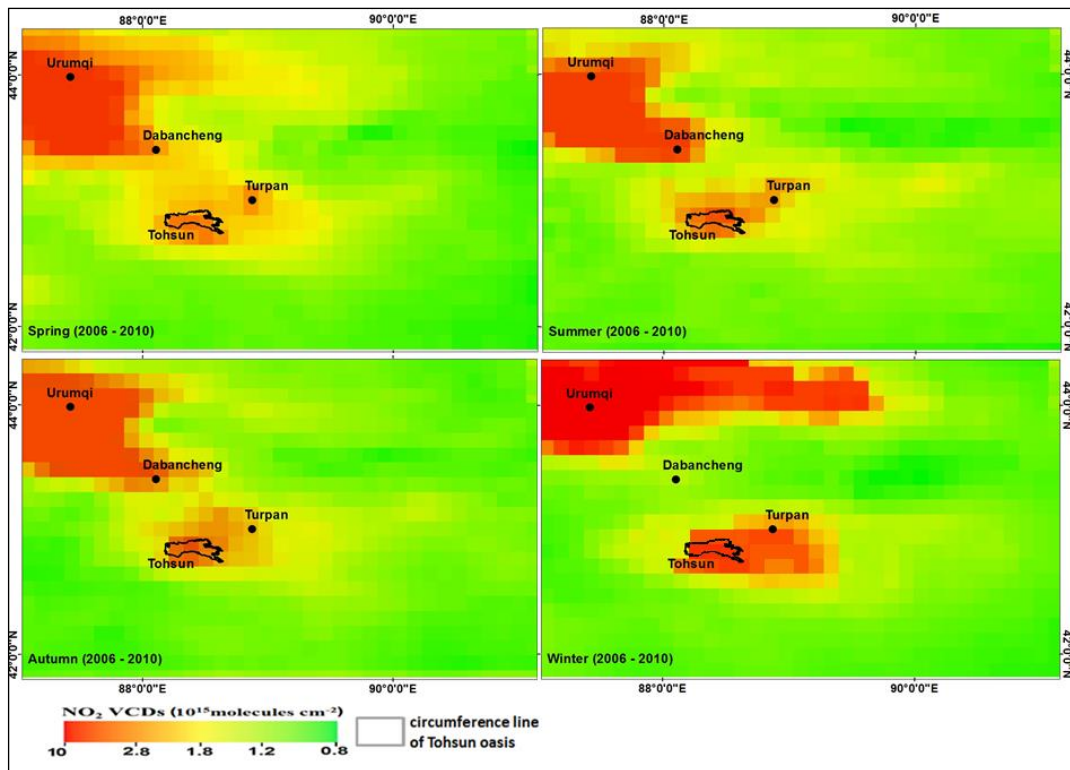 88°0'0"E 90°0'0"E 88°0'0"E 90°0'0"E
44°0'0"N
42°0'0"N
Urumqi
Dabancheng
Turpan
Tohsun
Spring (2006 - 2010)
Urumqi
Dabancheng
Turpan
Tohsun
Summer (2006 - 2010)
44°0'0"N
42°0'0"N
44°0'0"N
42°0'0"N
Urumqi
Dabancheng
Turpan
Tohsun
Autumn (2006 - 2010)
Urumqi
Dabancheng
Turpan
Tohsun
Winter (2006 - 2010)
44°0'0"N
42°0'0"N
88°0'0"E 90°0'0"E 88°0'0"E 90°0'0"E
NO₂ VCDs (10¹⁵molecules cm⁻²)
10 2.8 1.8 1.2 0.8
circumference line
of Tohsun oasis